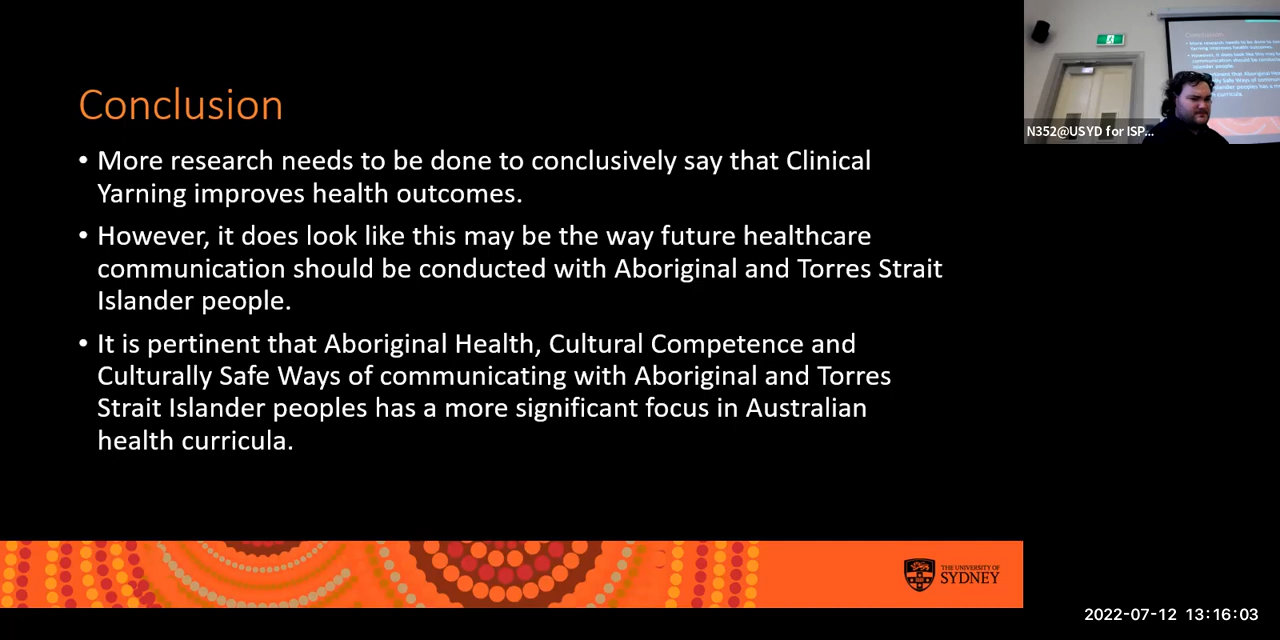 Conclusion
• More research needs to be done to conclusively say that Clinical
Yarning improves health outcomes.
• However, it does look like this may be the way future healthcare
communication should be conducted with Aboriginal and Torres Strait
Islander people.
• It is pertinent that Aboriginal Health, Cultural Competence and
Culturally Safe Ways of communicating with Aboriginal and Torres
Strait Islander peoples has a more significant focus in Australian
health curricula.
THE UNIVERSITY OF
SYDNEY
N352@USYD for ISP...
2022-07-12 13:16:03